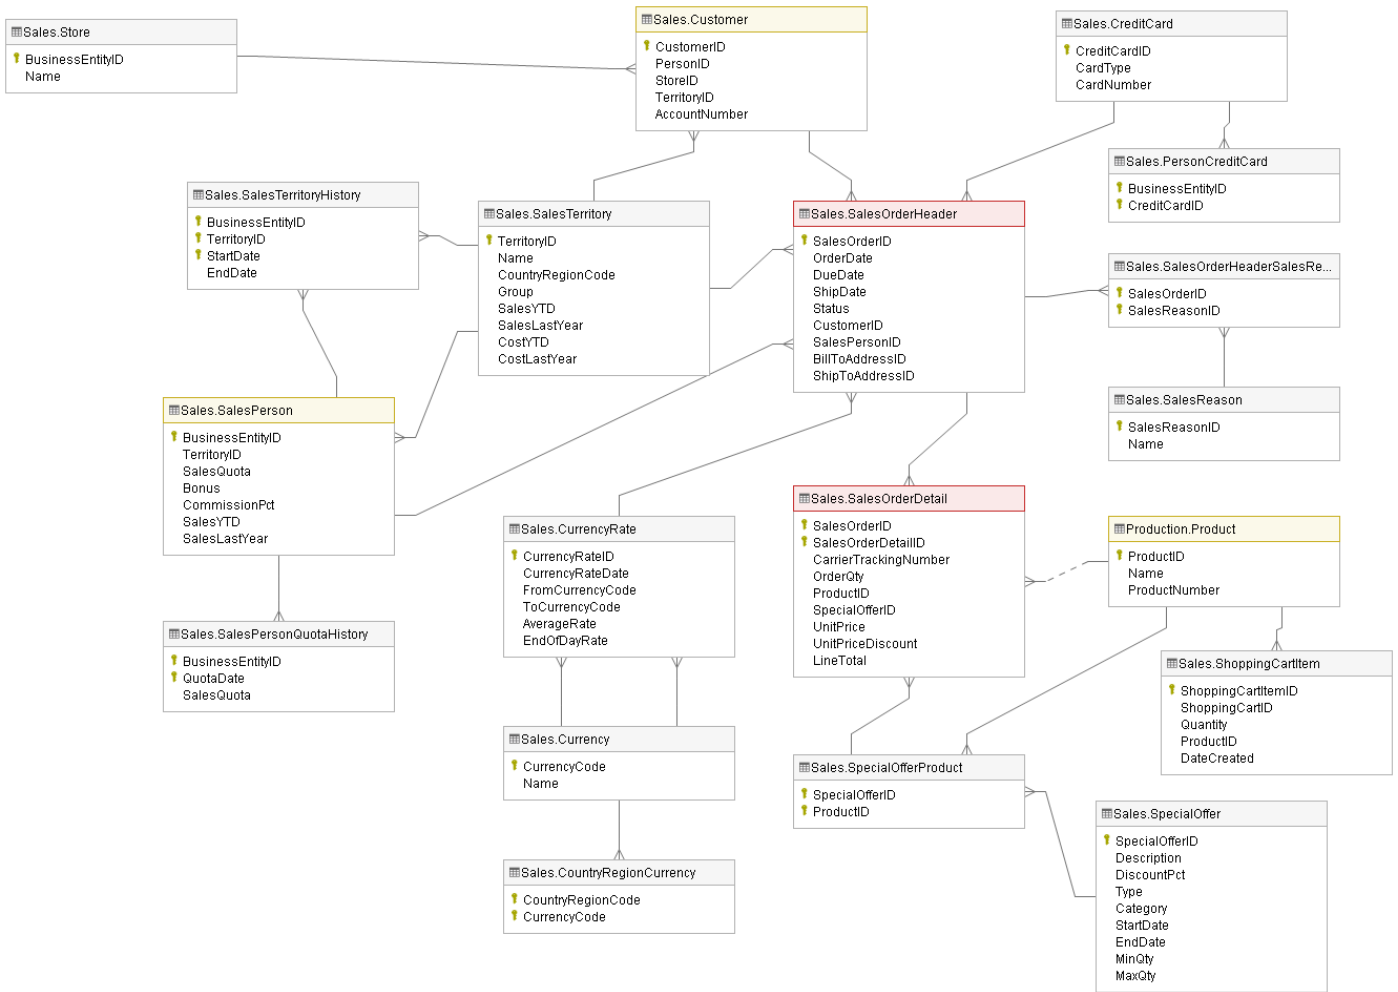 Sales.Store
BusinessEntityID
Name
Sales.Customer
CustomerID
PersonID
StoreID
TerritoryID
AccountNumber
Sales.CreditCard
CreditCardID
CardType
CardNumber
Sales.PersonCreditCard
BusinessEntityID
CreditCardID
Sales.SalesTerritoryHistory
BusinessEntityID
TerritoryID
StartDate
EndDate
Sales.SalesTerritory
TerritoryID
Name
CountryRegionCode
Group
SalesYTD
SalesLastYear
CostYTD
CostLastYear
Sales.SalesOrderHeader
SalesOrderID
OrderDate
DueDate
ShipDate
Status
CustomerID
SalesPersonID
BillToAddressID
ShipToAddressID
Sales.SalesOrderHeaderSalesRe...
SalesOrderID
SalesReasonID
Sales.SalesReason
SalesReasonID
Name
Sales.SalesPerson
BusinessEntityID
TerritoryID
SalesQuota
Bonus
CommissionPct
SalesYTD
SalesLastYear
Sales.CurrencyRate
CurrencyRateID
CurrencyRateDate
FromCurrencyCode
ToCurrencyCode
AverageRate
EndOfDayRate
Sales.SalesOrderDetail
SalesOrderID
SalesOrderDetailID
CarrierTrackingNumber
OrderQty
ProductID
SpecialOfferID
UnitPrice
UnitPriceDiscount
LineTotal
Production.Product
ProductID
Name
ProductNumber
Sales.SalesPersonQuotaHistory
BusinessEntityID
QuotaDate
SalesQuota
Sales.ShoppingCartItem
ShoppingCartItemID
ShoppingCartID
Quantity
ProductID
DateCreated
Sales.Currency
CurrencyCode
Name
Sales.SpecialOfferProduct
SpecialOfferID
ProductID
Sales.SpecialOffer
SpecialOfferID
Description
DiscountPct
Type
Category
StartDate
EndDate
MinQty
MaxQty
Sales.CountryRegionCurrency
CountryRegionCode
CurrencyCode